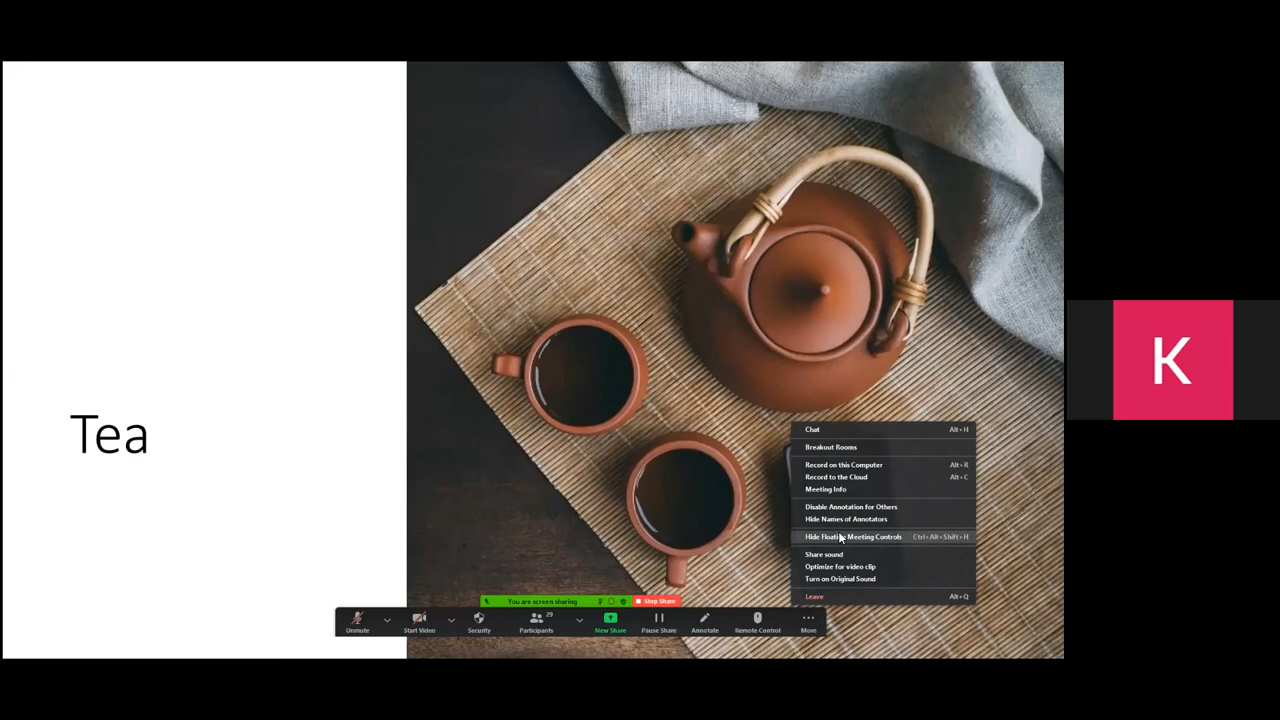 Tea
K
Chat Alt+H
Breakout Rooms
Record on this Computer Alt+R
Record to the Cloud Alt+C
Meeting Info
Disable Annotation for Others
Hide Names of Annotators
Hide Floating Meeting Controls Ctrl+Alt+Shift+H
Share sound
Optimize for video clip
Turn on Original Sound
Leave Alt+Q
You are screen sharing Stop Share
29
Unmute Start Video Security Participants New Share Pause Share Annotate Remote Control More